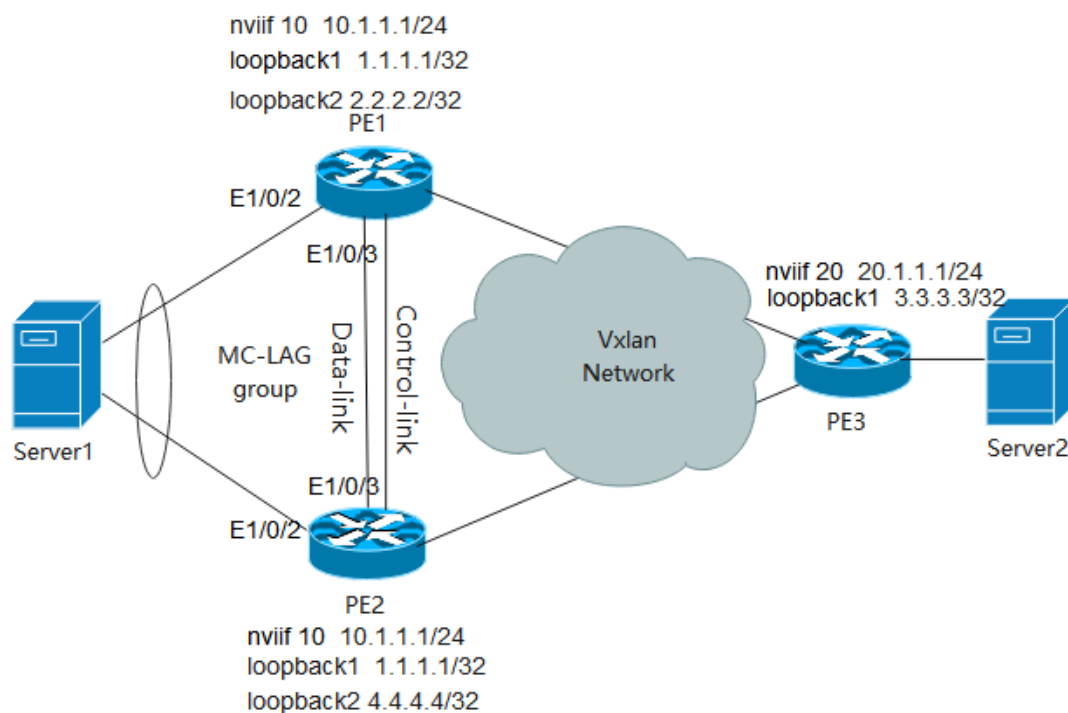 nviif 10  10.1.1.1/24
loopback1  1.1.1.1/32
loopback2 2.2.2.2/32
PE1
E1/0/2
E1/0/3
nviif 20  20.1.1.1/24
loopback1  3.3.3.3/32
MC-LAG
group
Data-link
Control-link
Vxlan
Network
PE3
Server1
Server2
E1/0/3
E1/0/2
PE2
nviif 10  10.1.1.1/24
loopback1  1.1.1.1/32
loopback2 4.4.4.4/32